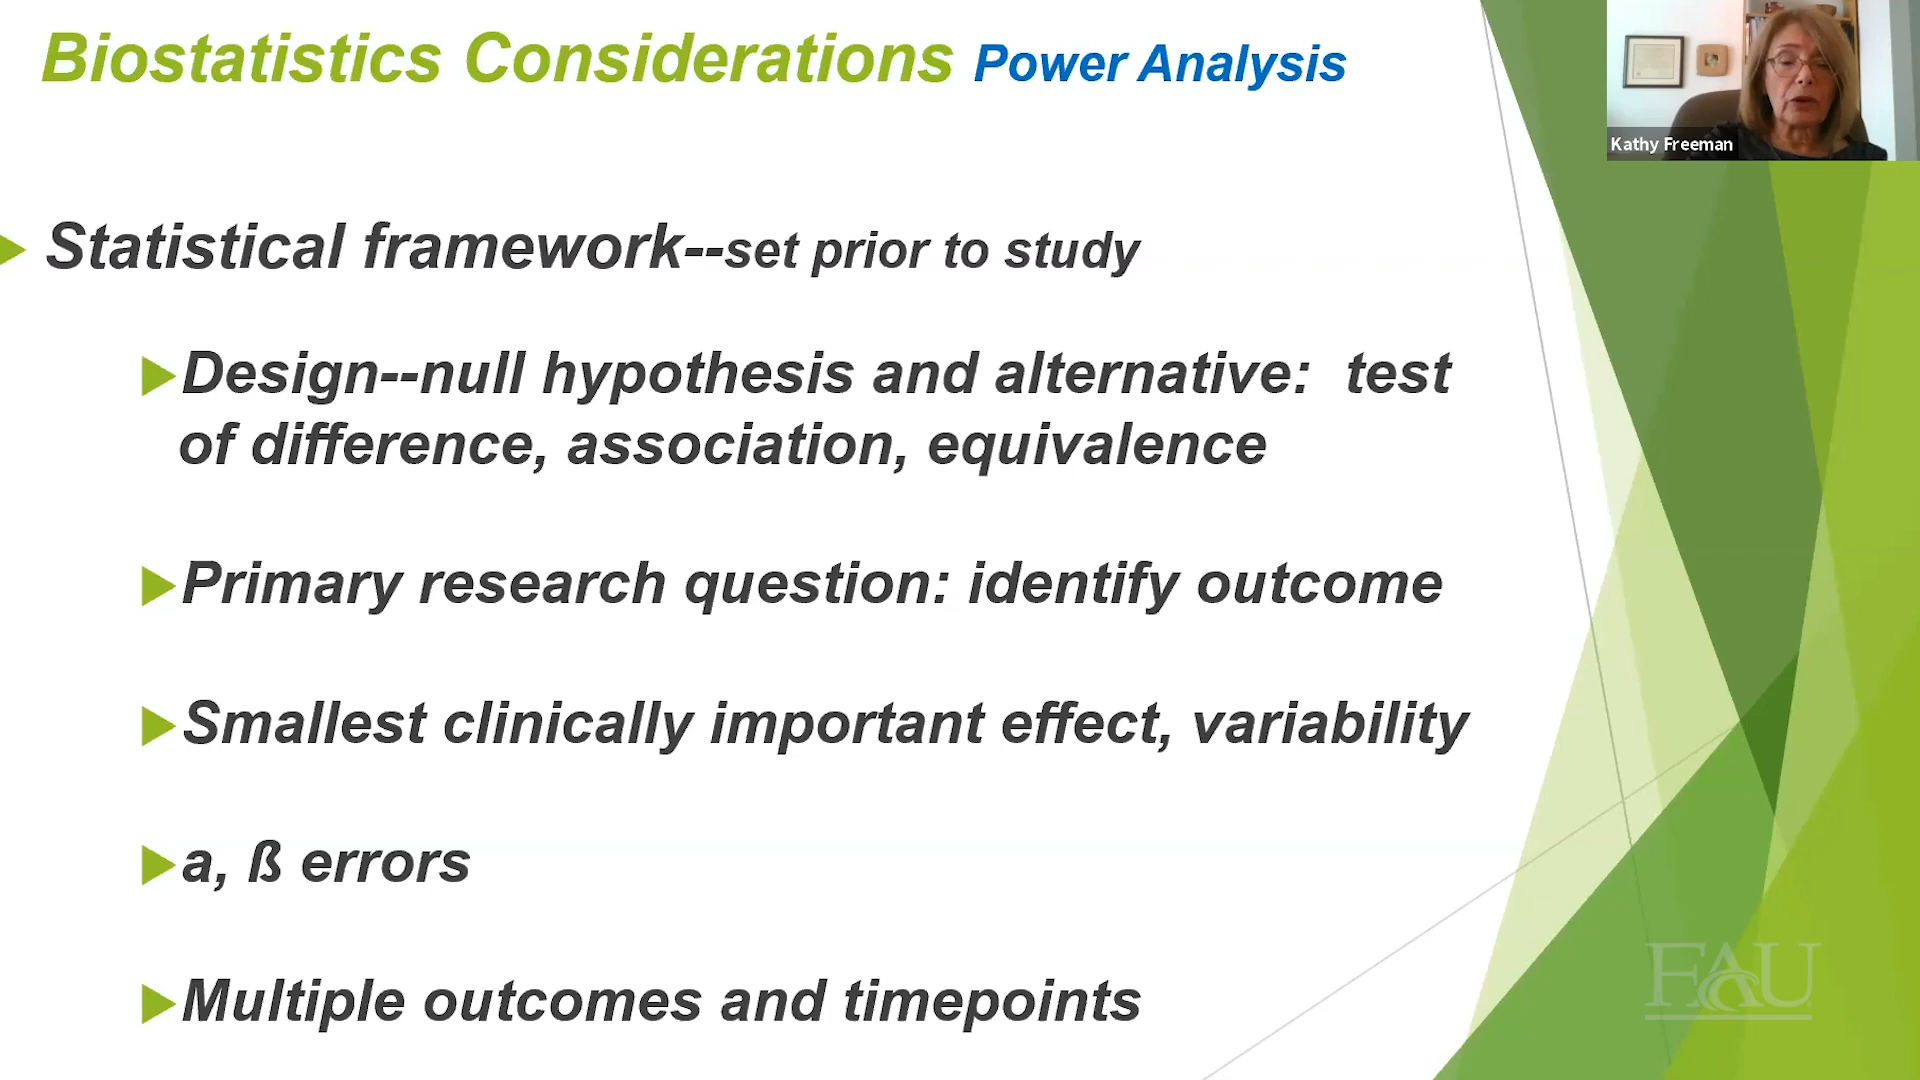 Biostatistics Considerations Power Analysis
Kathy Freeman
Statistical framework--set prior to study
Design--null hypothesis and alternative: test
of difference, association, equivalence
Primary research question: identify outcome
Smallest clinically important effect, variability
a, ß errors
Multiple outcomes and timepoints
FAU